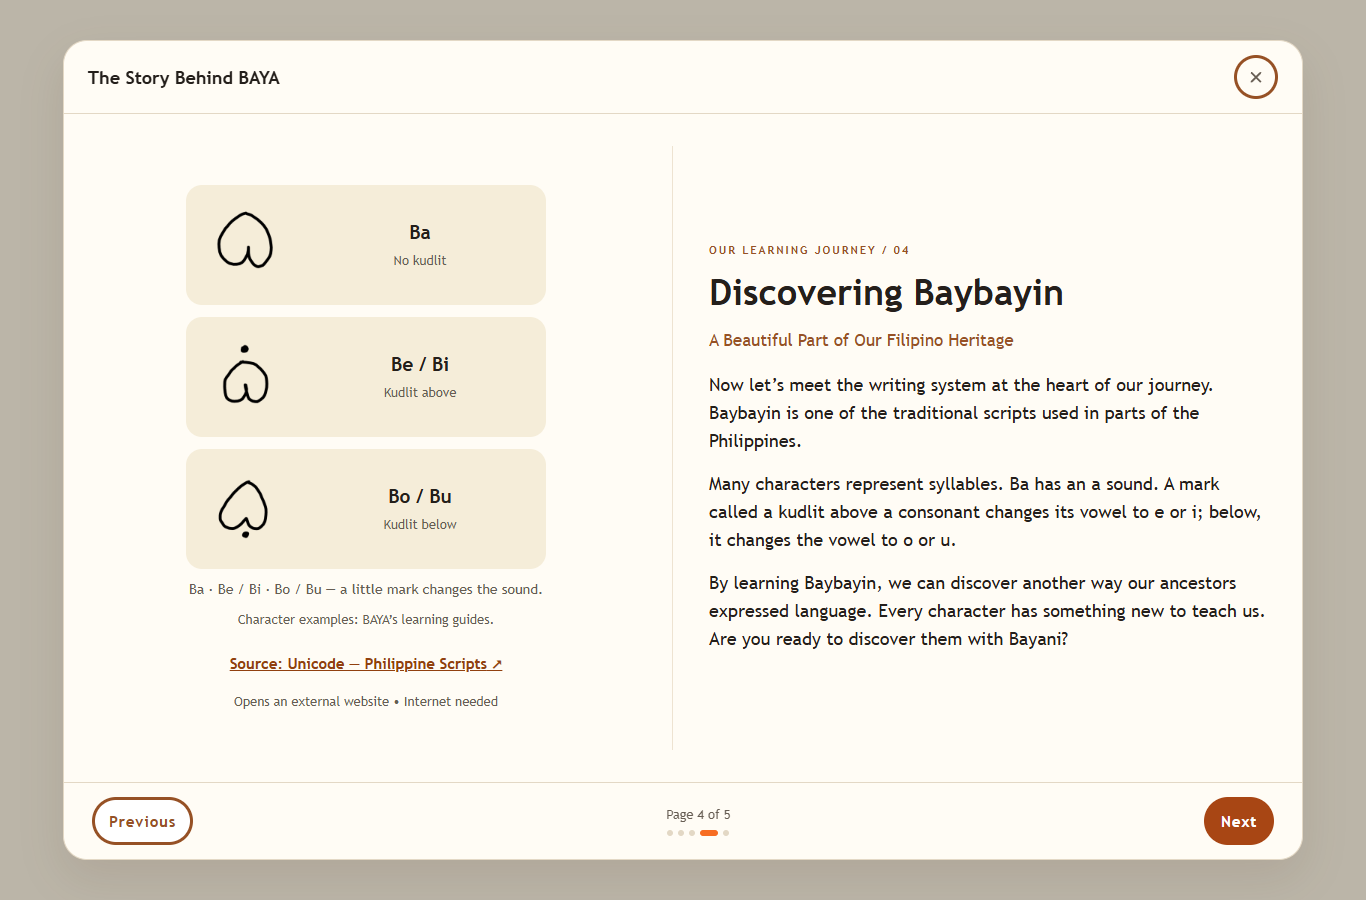 The Story Behind BAYA
✕
ᜊ
Ba
No kudlit
ᜊᜒ
Be / Bi
Kudlit above
ᜊᜓ
Bo / Bu
Kudlit below
Ba · Be / Bi · Bo / Bu — a little mark changes the sound.
Character examples: BAYA’s learning guides.
Source: Unicode — Philippine Scripts ↗
Opens an external website • Internet needed
OUR LEARNING JOURNEY / 04
Discovering Baybayin
A Beautiful Part of Our Filipino Heritage
Now let’s meet the writing system at the heart of our journey.
Baybayin is one of the traditional scripts used in parts of the
Philippines.
Many characters represent syllables. Ba has an a sound. A mark
called a kudlit above a consonant changes its vowel to e or i; below,
it changes the vowel to o or u.
By learning Baybayin, we can discover another way our ancestors
expressed language. Every character has something new to teach us.
Are you ready to discover them with Bayani?
Previous
Page 4 of 5
Next